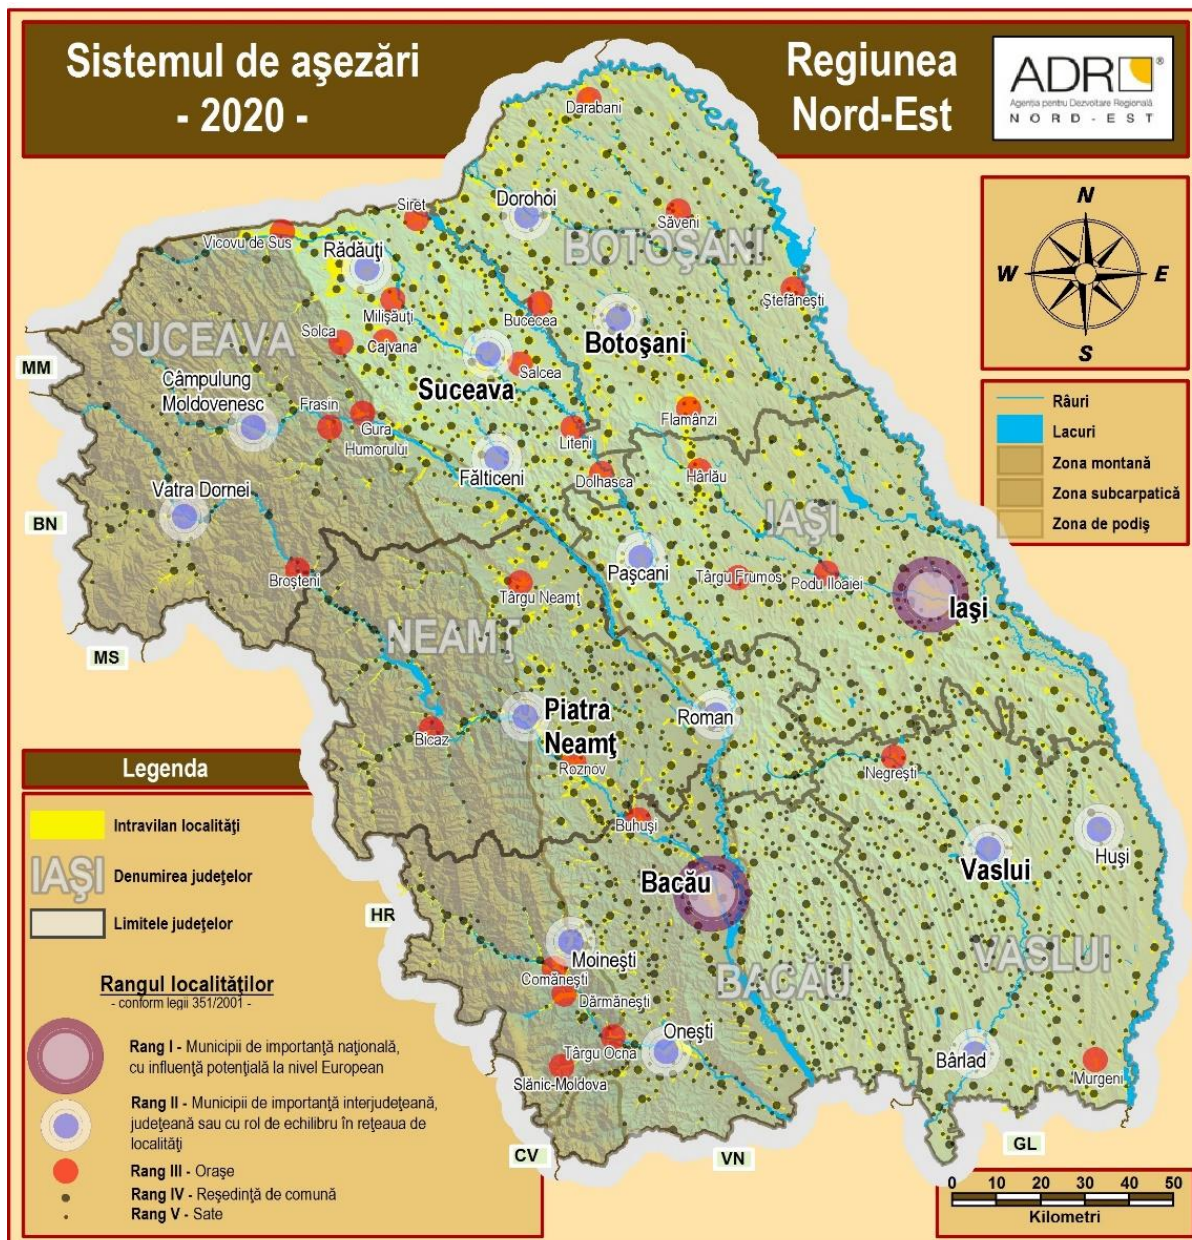 Sistemul de aşezări
- 2020 -
Regiunea
Nord-Est
ADR
Agenţia pentru Dezvoltare Regională
NORD-EST
N
W
E
S
Râuri
Lacuri
Zona montană
Zona subcarpatică
Zona de podiş
Darabani
Dorohoi
Siret
Săveni
BOTOŞANI
Vicovu de Sus
Rădăuţi
Ştefăneşti
Milişăuţi
Bucecea
SUCEAVA
Solca
Cajvana
Botoşani
MM
Salcea
Câmpulung
Moldovenesc
Suceava
Frasin
Gura
Humorului
Flamânzi
Liteni
Fălticeni
Dolhasca
Hârlău
Vatra Dornei
IAŞI
BN
Paşcani
Broşteni
Târgu Neamţ
Târgu Frumos
Podu Iloaiei
Iaşi
NEAMŢ
MS
Piatra
Neamţ
Roman
Bicaz
Roznov
Negreşti
Buhuşi
Huşi
Vaslui
Bacău
HR
Moineşti
VASLUI
Comăneşti
BACĂU
Dărmăneşti
Oneşti
Târgu Ocna
Bârlad
Slănic-Moldova
Murgeni
CV
VN
GL
Legenda
Intravilan localităţi
IAŞI
Denumirea judeţelor
Limitele judeţelor
Rangul localităţilor
- conform legii 351/2001 -
Rang I - Municipii de importanţă naţională,
cu influenţă potenţială la nivel European
Rang II - Municipii de importanţă interjudeţeană,
judeţeană sau cu rol de echilibru în reţeaua de
localităţi
Rang III - Oraşe
Rang IV - Reşedinţă de comună
Rang V - Sate
0 10 20 30 40 50
Kilometri